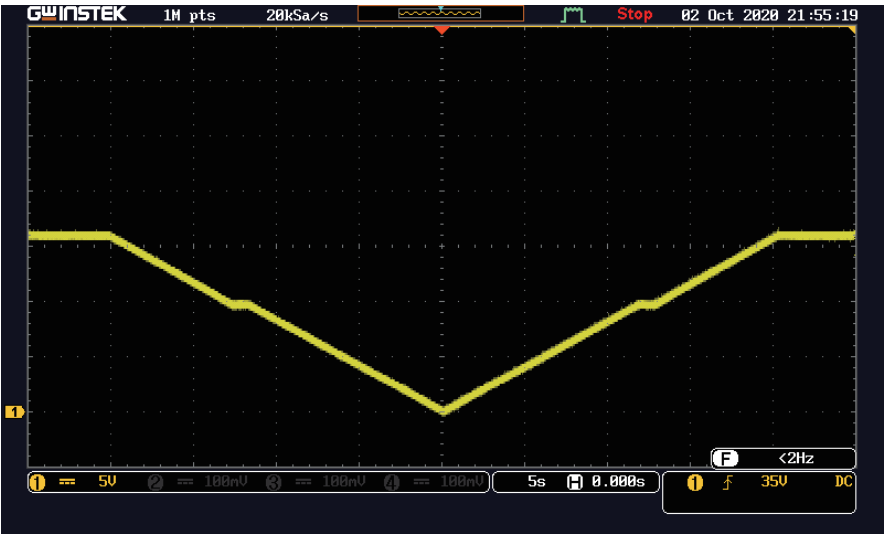 GWINSTEK 1M pts 20kSa/s Stop 02 Oct 2020 21:55:19
1
F <2Hz
1 5V 2 100mV 3 100mV 4 100mV 5s H 0.000s 1 35V DC